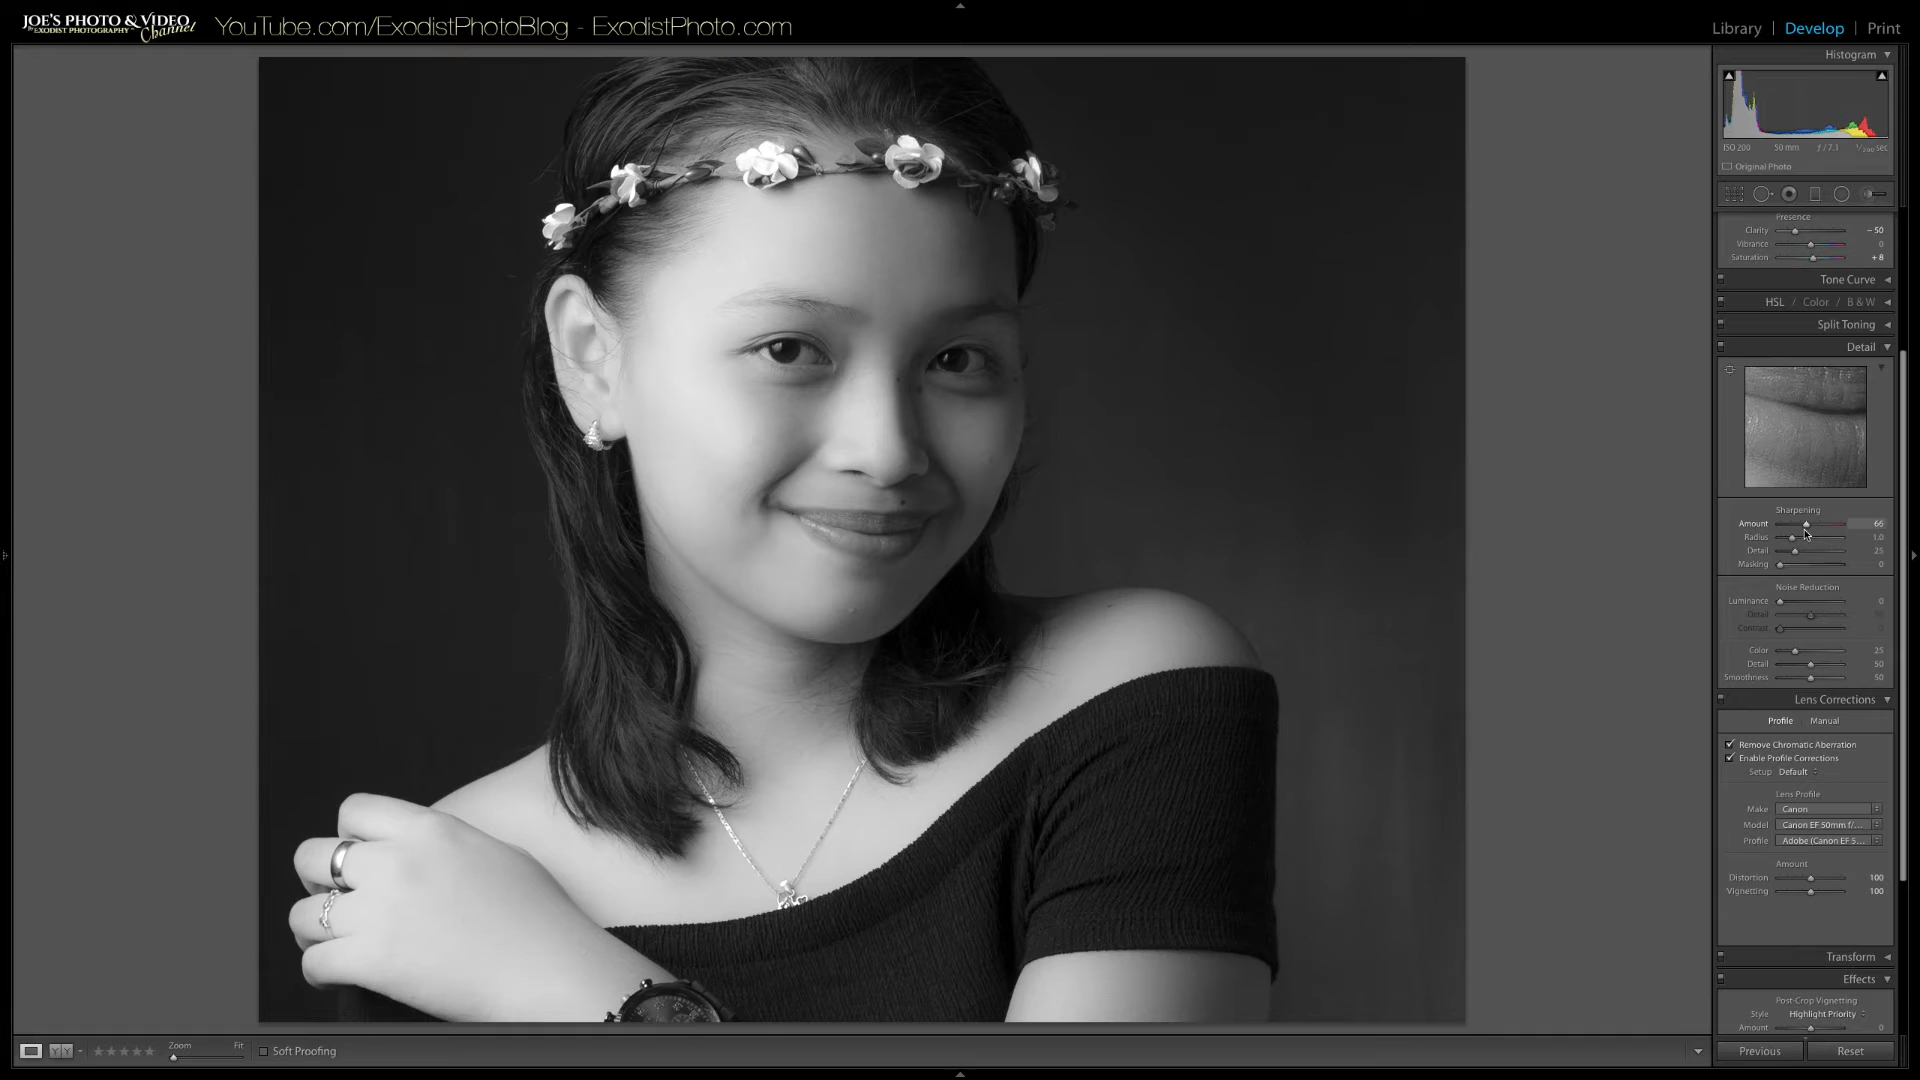 JOE'S PHOTO & VIDEO
BY EXODIST PHOTOGRAPHY Channel
YouTube.com/ExodistPhotoBlog - ExodistPhoto.com
Library | Develop | Print
Histogram
ISO 200 50 mm ƒ / 7.1 1/200 sec
Original Photo
Presence
Clarity − 50
Vibrance 0
Saturation + 8
Tone Curve
HSL / Color / B & W
Split Toning
Detail
Sharpening
Amount 66
Radius 1.0
Detail 25
Masking 0
Noise Reduction
Luminance 0
Detail
Contrast
Color 25
Detail 50
Smoothness 50
Lens Corrections
Profile Manual
Remove Chromatic Aberration
Enable Profile Corrections
Setup Default
Lens Profile
Make Canon
Model Canon EF 50mm f/...
Profile Adobe (Canon EF 5...
Amount
Distortion 100
Vignetting 100
Transform
Effects
Post-Crop Vignetting
Style Highlight Priority
Amount 0
YY Zoom Fit Soft Proofing
Previous Reset